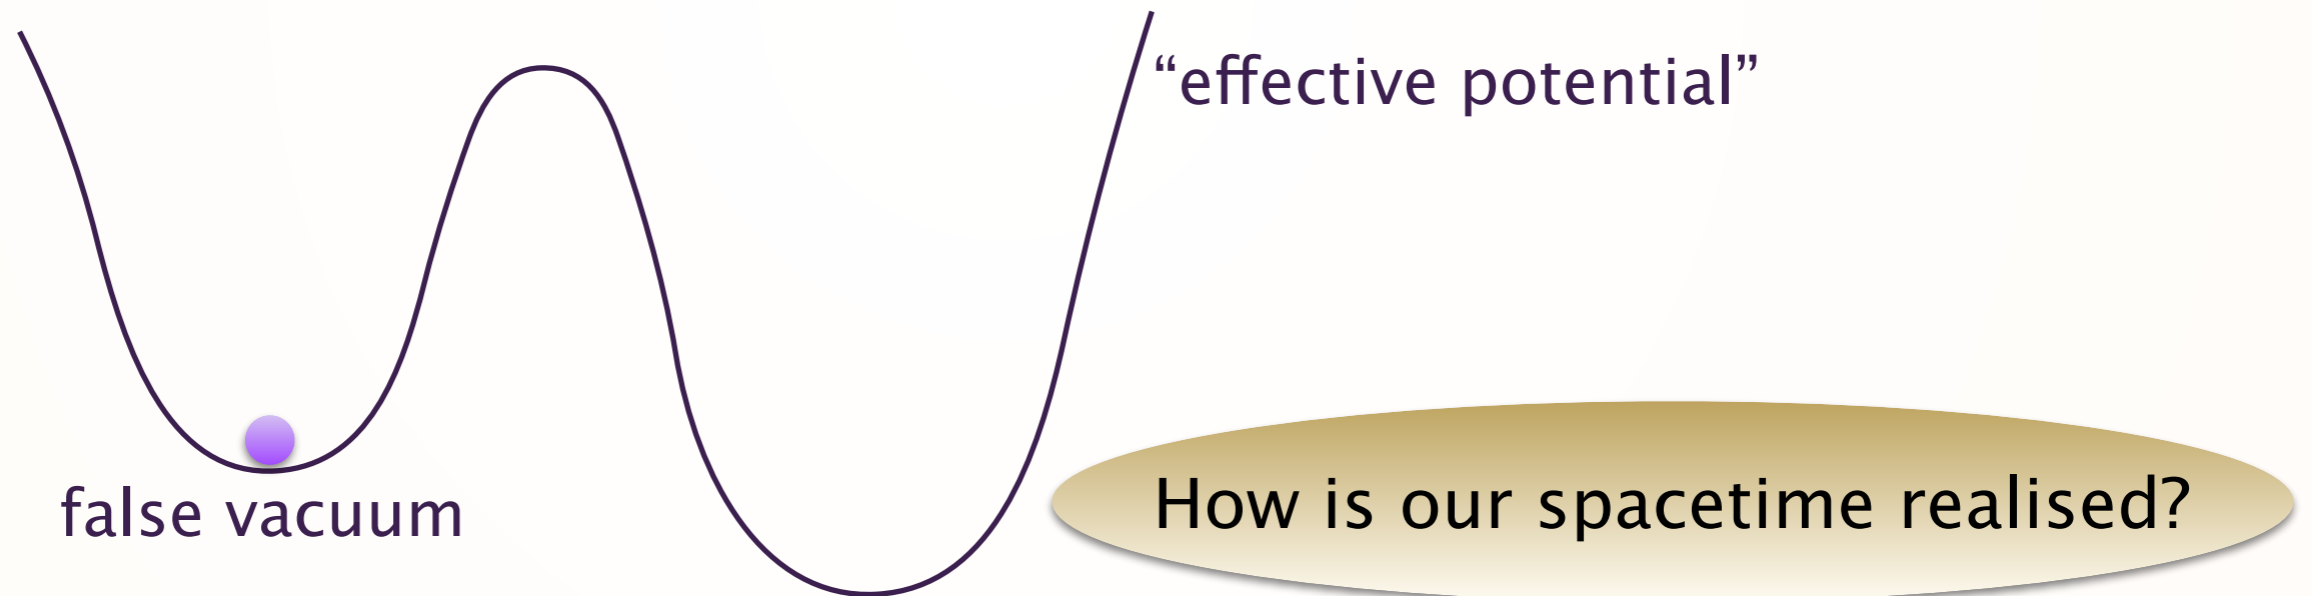 “effective potential”
false vacuum
How is our spacetime realised?